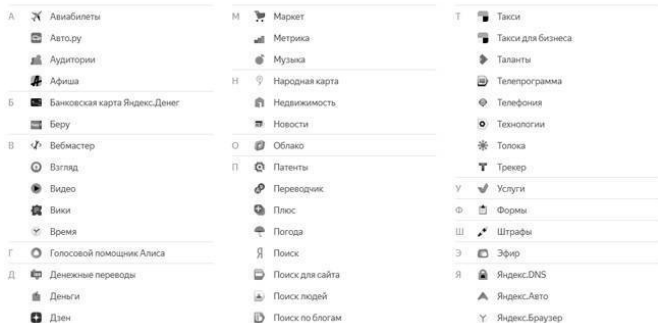 А Авиабилеты
Авто.ру
Аудитории
Афиша
Б Банковская карта Яндекс.Денег
Беру
В Вебмастер
Взгляд
Видео
Вики
Время
Г Голосовой помощник Алиса
Д Денежные переводы
Деньги
Дзен
М Маркет
Метрика
Музыка
Н Народная карта
Недвижимость
Новости
О Облако
П Патенты
Переводчик
Плюс
Погода
Поиск
Поиск для сайта
Поиск людей
Поиск по блогам
Т Такси
Такси для бизнеса
Таланты
Телепрограмма
Телефония
Технологии
Толока
Трекер
У Услуги
Ф Формы
Ш Штрафы
Э Эфир
Я Яндекс.DNS
Яндекс.Авто
Яндекс.Браузер